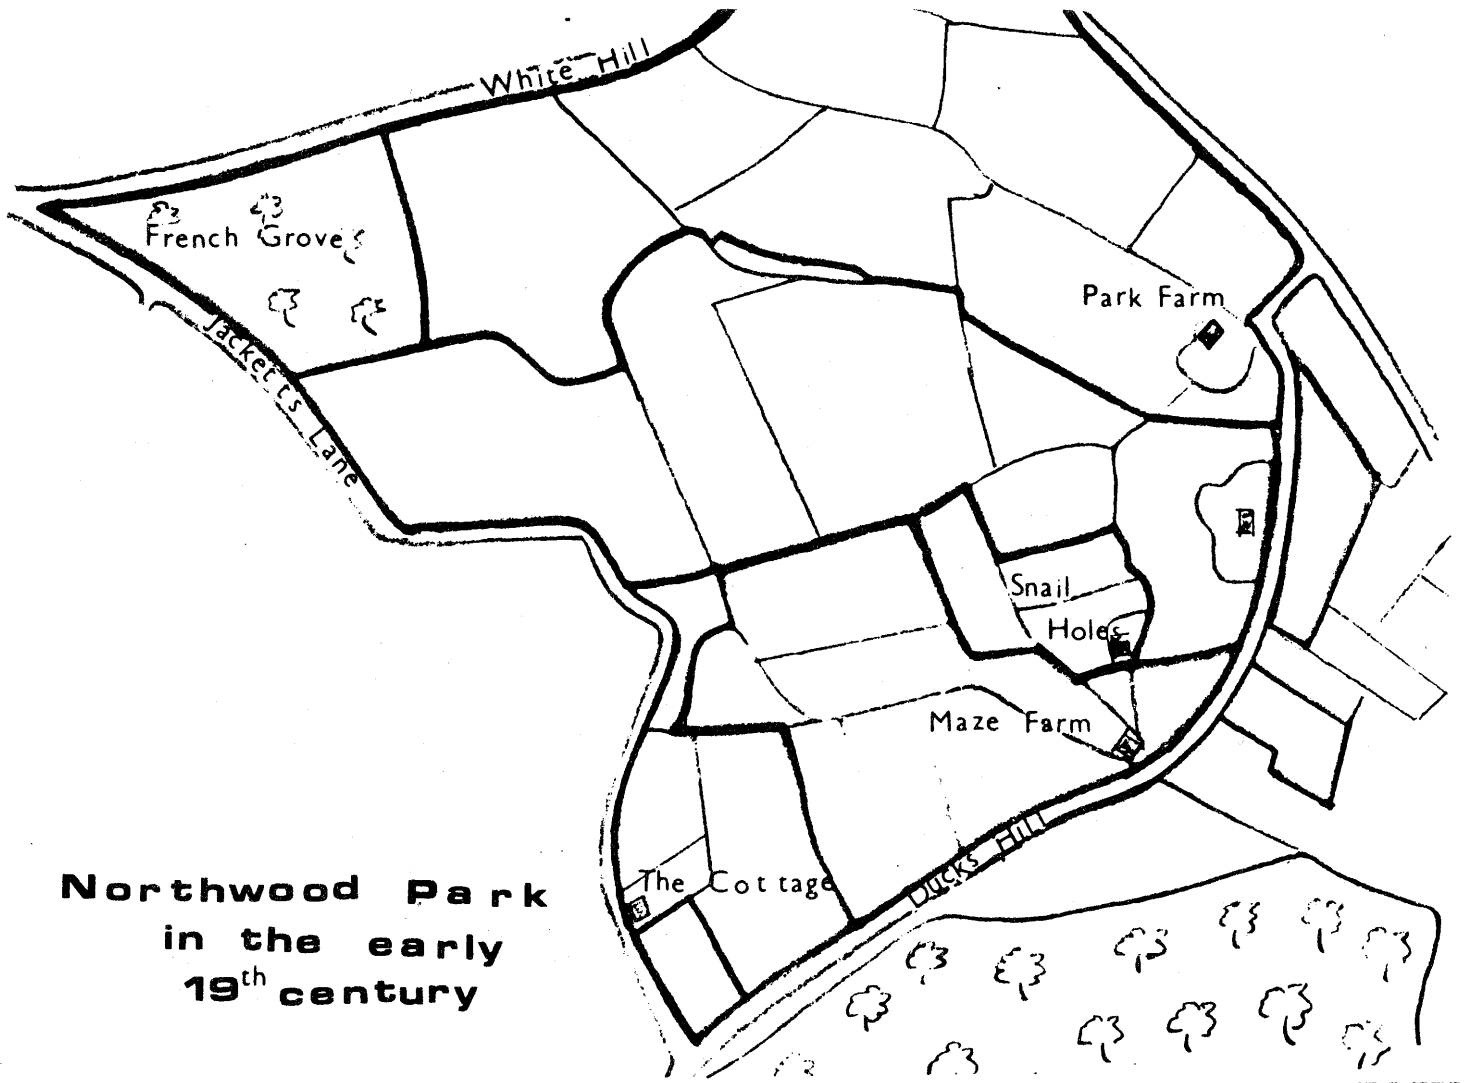 White Hill
French Grove
Jacketts Lane
Park Farm
Snail
Holes
Maze Farm
Ducks Hill
The Cottage
Northwood Park
in the early
19th century